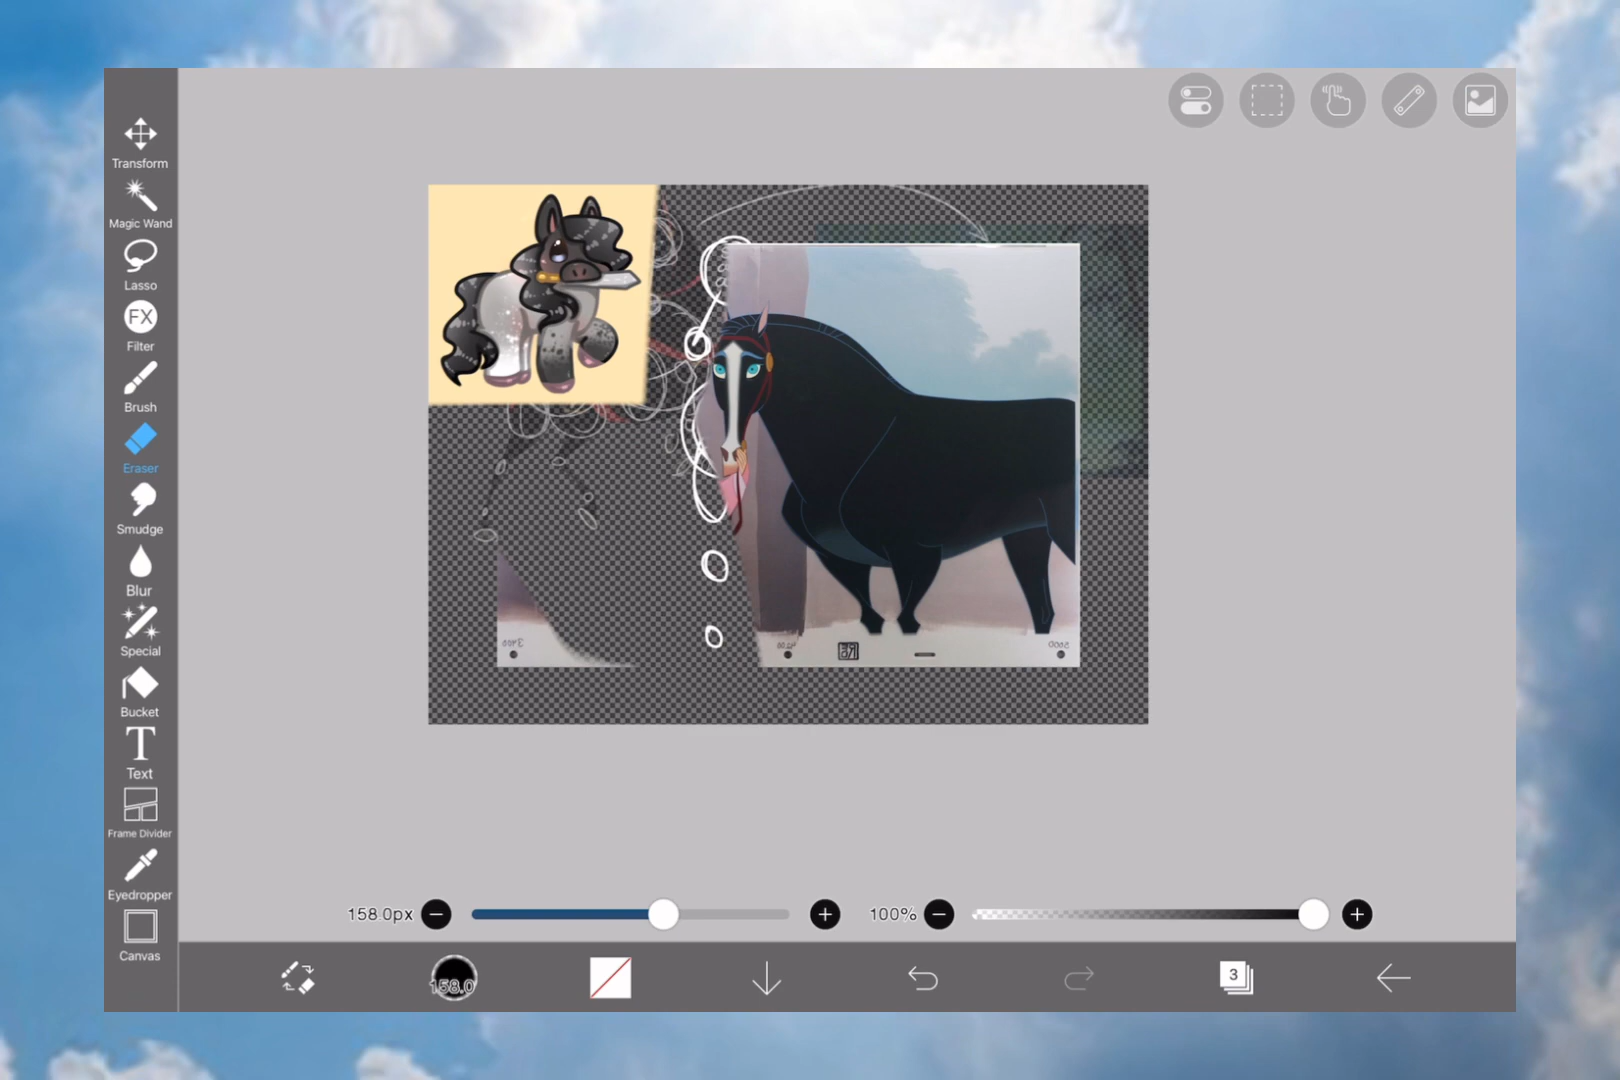 Transform
Magic Wand
Lasso
FX
Filter
Brush
Eraser
Smudge
Blur
Special
Bucket
T
Text
Frame Divider
Eyedropper
Canvas
158.0px
100%
158.0
3